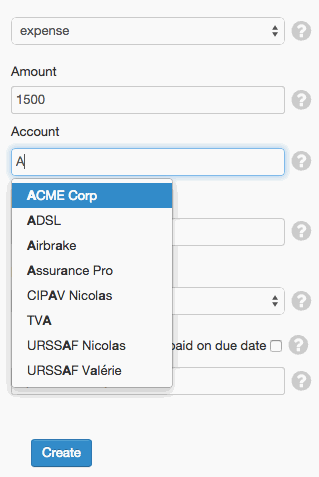 expense
?
Amount
1500
?
Account
A
?
ACME Corp
ADSL
Airbrake
?
Assurance Pro
CIPAV Nicolas
?
TVA
URSSAF Nicolas
paid on due date
?
URSSAF Valérie
?
Create